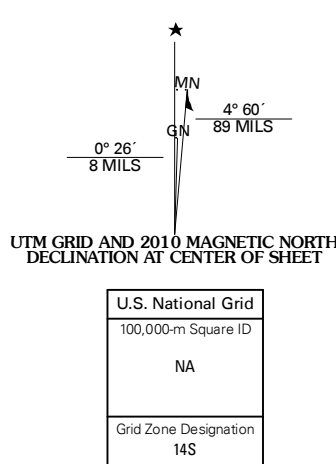 MN
GN
4° 60´
89 MILS
0° 26´
8 MILS
UTM GRID AND 2010 MAGNETIC NORTH
DECLINATION AT CENTER OF SHEET
U.S. National Grid
100,000-m Square ID
NA
Grid Zone Designation
14S